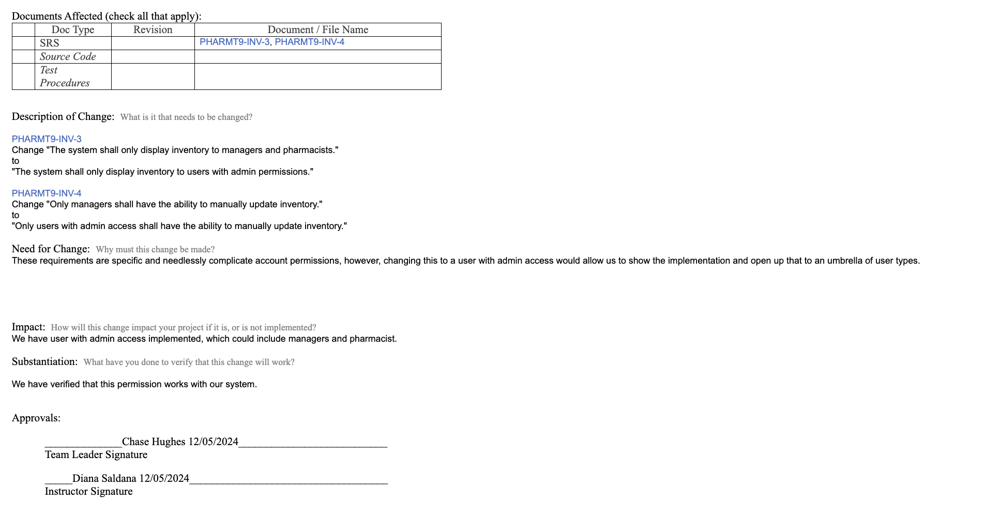 Documents Affected (check all that apply):
Doc Type Revision Document / File Name
SRS PHARMT9-INV-3, PHARMT9-INV-4
Source Code
Test
Procedures
Description of Change: What is it that needs to be changed?
PHARMT9-INV-3
Change "The system shall only display inventory to managers and pharmacists."
to
"The system shall only display inventory to users with admin permissions."
PHARMT9-INV-4
Change "Only managers shall have the ability to manually update inventory."
to
"Only users with admin access shall have the ability to manually update inventory."
Need for Change: Why must this change be made?
These requirements are specific and needlessly complicate account permissions, however, changing this to a user with admin access would allow us to show the implementation and open up that to an umbrella of user types.
Impact: How will this change impact your project if it is, or is not implemented?
We have user with admin access implemented, which could include managers and pharmacist.
Substantiation: What have you done to verify that this change will work?
We have verified that this permission works with our system.
Approvals:
______________Chase Hughes 12/05/2024___________________________
Team Leader Signature
_____Diana Saldana 12/05/2024____________________________________
Instructor Signature